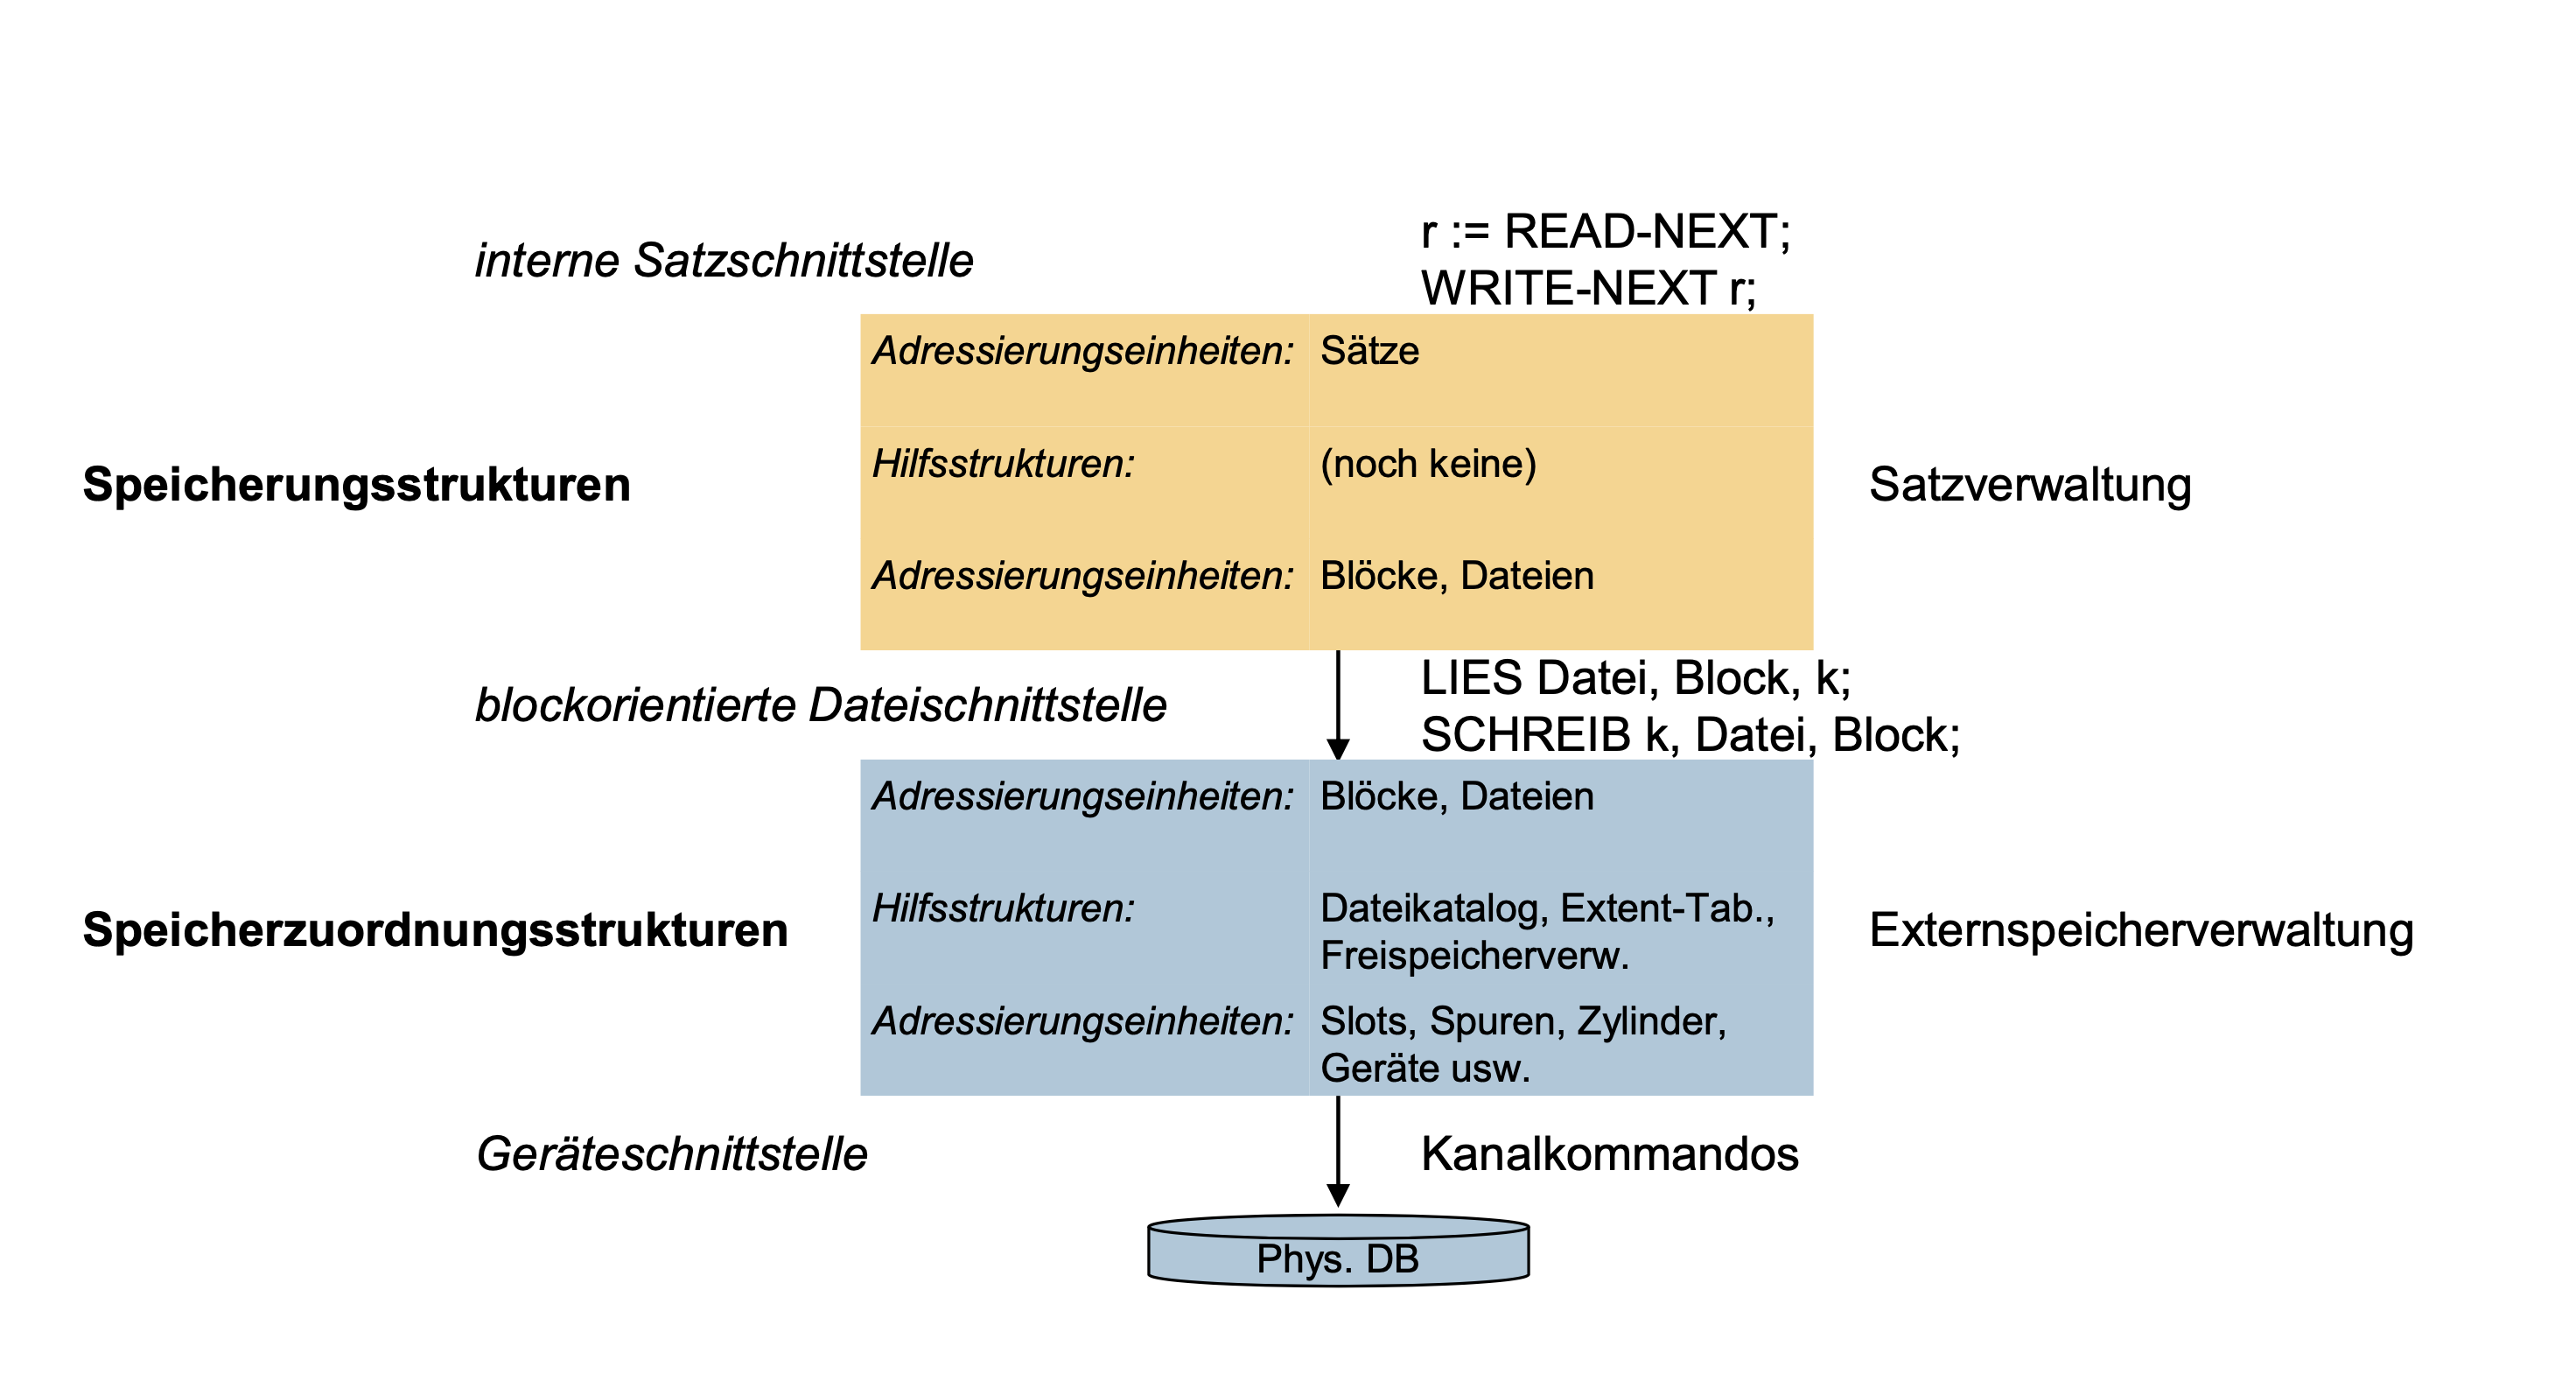 interne Satzschnittstelle
r := READ-NEXT;
WRITE-NEXT r;
Adressierungseinheiten: Sätze
Speicherungsstrukturen
Hilfsstrukturen: (noch keine)
Satzverwaltung
Adressierungseinheiten: Blöcke, Dateien
blockorientierte Dateischnittstelle
LIES Datei, Block, k;
SCHREIB k, Datei, Block;
Adressierungseinheiten: Blöcke, Dateien
Speicherzuordnungsstrukturen
Hilfsstrukturen: Dateikatalog, Extent-Tab.,
Freispeicherverw.
Externspeicherverwaltung
Adressierungseinheiten: Slots, Spuren, Zylinder,
Geräte usw.
Geräteschnittstelle
Kanalkommandos
Phys. DB